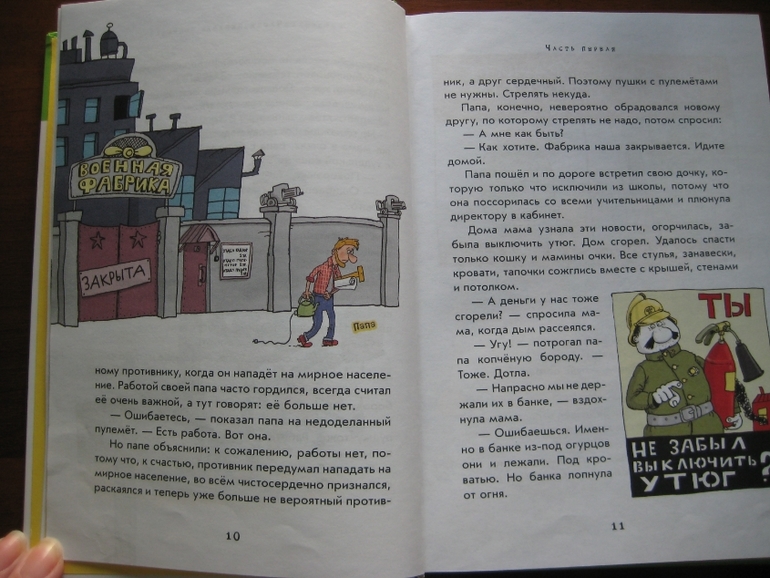 ВОЕННАЯ
ФАБРИКА
ЗАКРЫТА
Папа
ному противнику, когда он нападёт на мирное населе-
ние. Работой своей папа часто гордился, всегда считал
её очень важной, а тут говорят: её больше нет.
— Ошибаетесь, — показал папа на недоделанный
пулемёт. — Есть работа. Вот она.
Но папе объяснили: к сожалению, работы нет, по-
тому что, к счастью, противник передумал нападать на
мирное население, во всём чистосердечно признался,
раскаялся и теперь уже больше не вероятный против-
10
Часть первая
ник, а друг сердечный. Поэтому пушки с пулемётами
не нужны. Стрелять некуда.
Папа, конечно, невероятно обрадовался новому
другу, по которому стрелять не надо, потом спросил:
— А мне как быть?
— Как хотите. Фабрика наша закрывается. Идите
домой.
Папа пошёл и по дороге встретил свою дочку, ко-
торую только что исключили из школы, потому что
она поссорилась со всеми учительницами и плюнула
директору в кабинет.
Дома мама узнала эти новости, огорчилась, за-
была выключить утюг. Дом сгорел. Удалось спасти
только кошку и мамины очки. Все стулья, занавески,
кровати, тапочки сожглись вместе с крышей, стенами
и потолком.
— А деньги у нас тоже
сгорели? — спросила ма-
ма, когда дым рассеялся.
— Угу! — потрогал па-
па копчёную бороду. —
Тоже. Дотла.
— Напрасно мы не дер-
жали их в банке, — вздох-
нула мама.
— Ошибаешься. Имен-
но в банке из-под огурцов
они и лежали. Под кро-
ватью. Но банка лопнула
от огня.
ТЫ
НЕ ЗАБЫЛ
ВЫКЛЮЧИТЬ
УТЮГ?
11